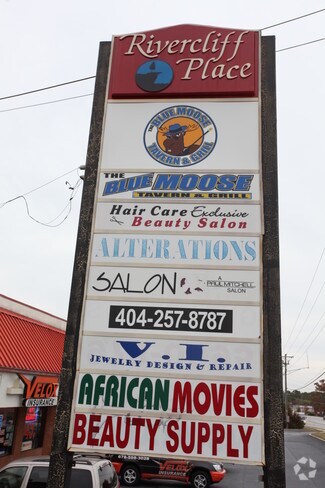 Rivercliff
Place
THE BLUE MOOSE
TAVERN & GRILL
THE
BLUE MOOSE
TAVERN & GRILL
Hair Care Exclusive
Beauty Salon
ALTERATIONS
SALON
A
PAUL MITCHELL
SALON
404-257-8787
V.I.
JEWELRY DESIGN & REPAIR
AFRICAN MOVIES
BEAUTY SUPPLY
VELOX
INSURANCE
VELOX